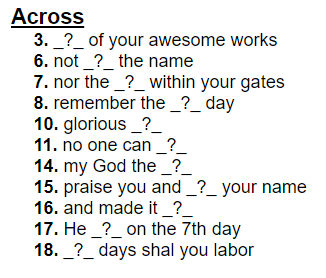 Across
3. _?_ of your awesome works
6. not _?_ the name
7. nor the _?_ within your gates
8. remember the _?_ day
10. glorious _?_
11. no one can _?_
14. my God the _?_
15. praise you and _?_ your name
16. and made it _?_
17. He _?_ on the 7th day
18. _?_ days shal you labor